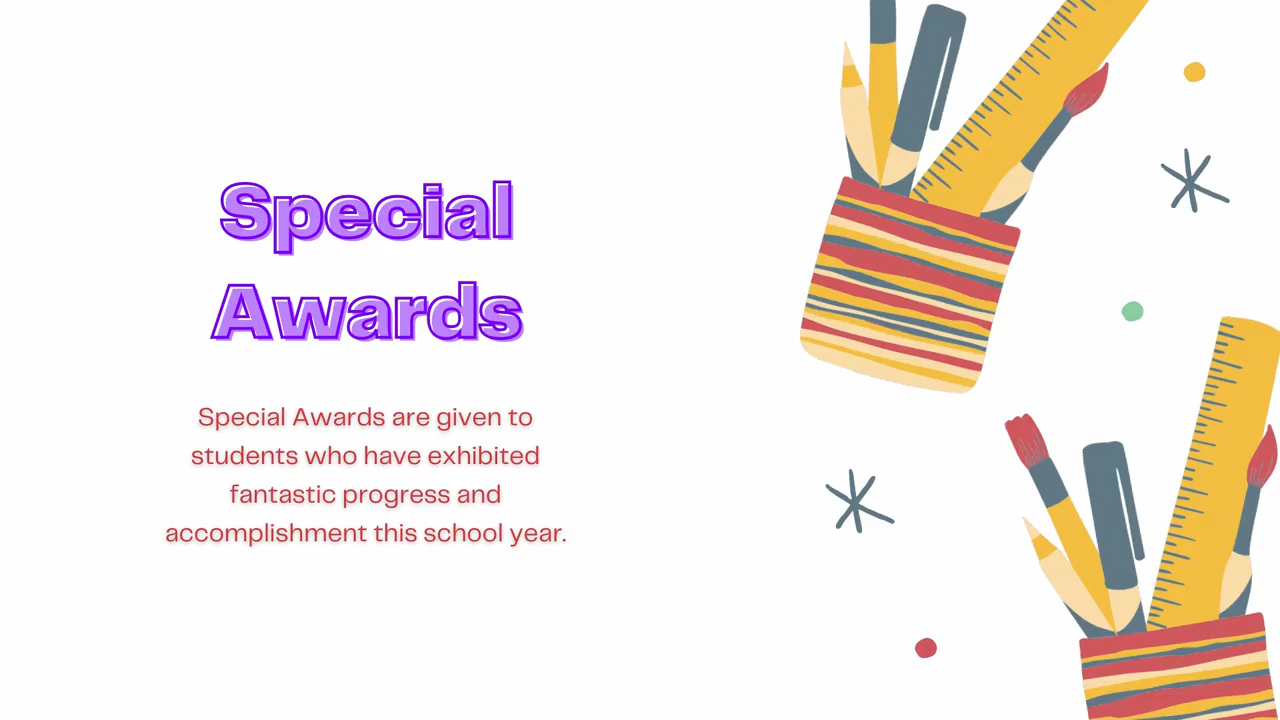 Special
Awards
Special Awards are given to
students who have exhibited
fantastic progress and
accomplishment this school year.